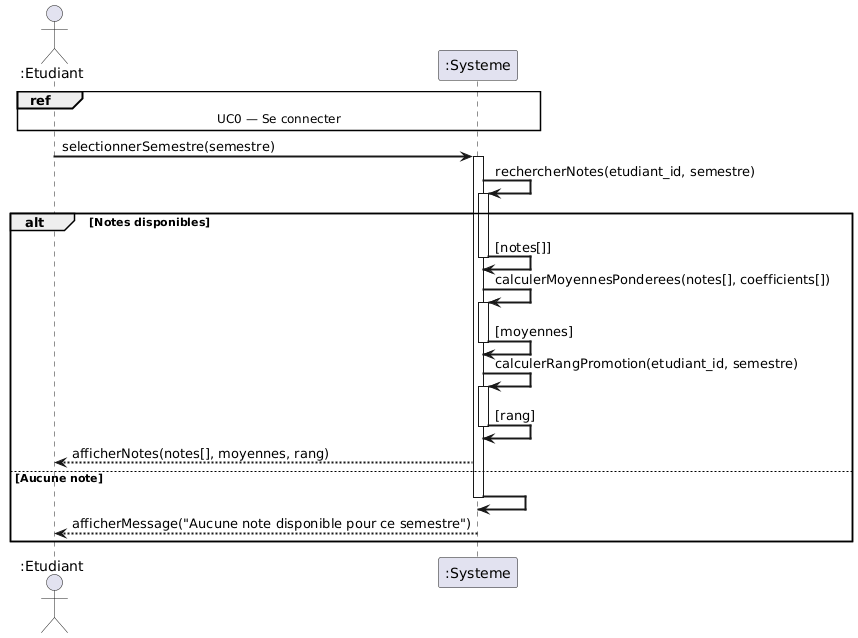 :Etudiant
:Systeme
ref
UC0 — Se connecter
selectionnerSemestre(semestre)
rechercherNotes(etudiant_id, semestre)
alt [Notes disponibles]
[notes[]]
calculerMoyennesPonderees(notes[], coefficients[])
[moyennes]
calculerRangPromotion(etudiant_id, semestre)
[rang]
afficherNotes(notes[], moyennes, rang)
[Aucune note]
afficherMessage("Aucune note disponible pour ce semestre")
:Etudiant
:Systeme